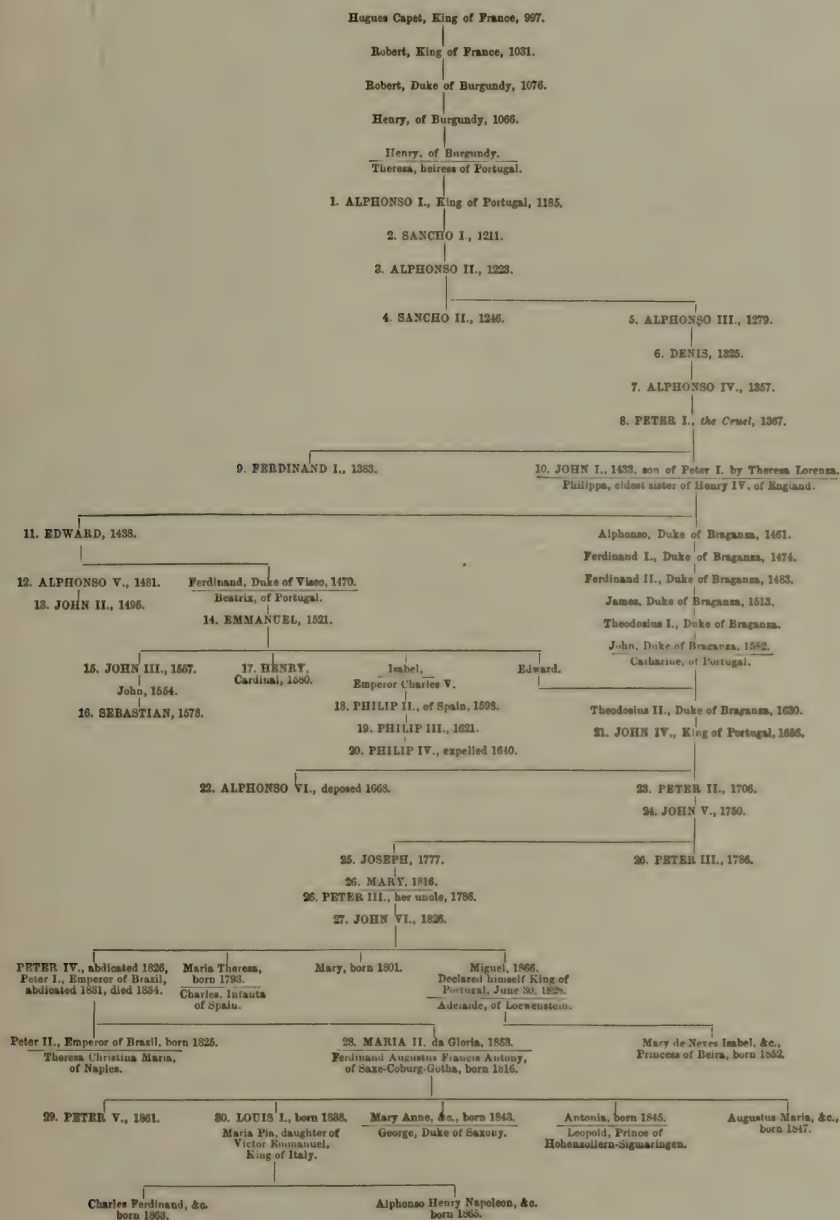 Hugues Capet, King of France, 997.
Robert, King of France, 1031.
Robert, Duke of Burgundy, 1076.
Henry, of Burgundy, 1066.
Henry, of Burgundy.
Theresa, heiress of Portugal.
1. ALPHONSO I., King of Portugal, 1185.
2. SANCHO I., 1211.
3. ALPHONSO II., 1223.
4. SANCHO II., 1246. 5. ALPHONSO III., 1279.
6. DENIS, 1325.
7. ALPHONSO IV., 1357.
8. PETER I., the Cruel, 1367.
9. FERDINAND I., 1383. 10. JOHN I., 1433, son of Peter I. by Theresa Lorenza.
Philippa, eldest sister of Henry IV. of England.
11. EDWARD, 1438. Alphonso, Duke of Braganza, 1461.
Ferdinand I., Duke of Braganza, 1474.
12. ALPHONSO V., 1481. Ferdinand, Duke of Viseo, 1470. Ferdinand II., Duke of Braganza, 1483.
13. JOHN II., 1495. Beatrix, of Portugal. James, Duke of Braganza, 1513.
14. EMMANUEL, 1521. Theodosius I., Duke of Braganza.
John, Duke of Braganza, 1582.
15. JOHN III., 1557. 17. HENRY, Isabel, Edward. Catharine, of Portugal.
Cardinal, 1580. Emperor Charles V.
John, 1554.
16. SEBASTIAN, 1578. 18. PHILIP II., of Spain, 1598. Theodosius II., Duke of Braganza, 1630.
19. PHILIP III., 1621. 21. JOHN IV., King of Portugal, 1656.
20. PHILIP IV., expelled 1640.
22. ALPHONSO VI., deposed 1668. 23. PETER II., 1706.
24. JOHN V., 1750.
25. JOSEPH, 1777. 26. PETER III., 1786.
26. MARY, 1816.
26. PETER III., her uncle, 1786.
27. JOHN VI., 1826.
PETER IV., abdicated 1826, Maria Theresa, Mary, born 1801. Miguel, 1866.
Peter I., Emperor of Brazil, born 1793. Declared himself King of
abdicated 1831, died 1834. Charles, Infanta Portugal, June 30, 1828.
of Spain. Adelaide, of Loewenstein.
Peter II., Emperor of Brazil, born 1825. 28. MARIA II. da Gloria, 1853. Mary de Neves Isabel, &c.,
Theresa Christina Maria, Ferdinand Augustus Francis Antony, Princess of Beira, born 1852.
of Naples. of Saxe-Coburg-Gotha, born 1816.
29. PETER V., 1861. 30. LOUIS I., born 1838. Mary Anne, &c., born 1843. Antonia, born 1845. Augustus Maria, &c.,
Maria Pia, daughter of George, Duke of Saxony. Leopold, Prince of born 1847.
Victor Emmanuel, Hohenzollern-Sigmaringen.
King of Italy.
Charles Ferdinand, &c. Alphonso Henry Napoleon, &c.
born 1863. born 1865.